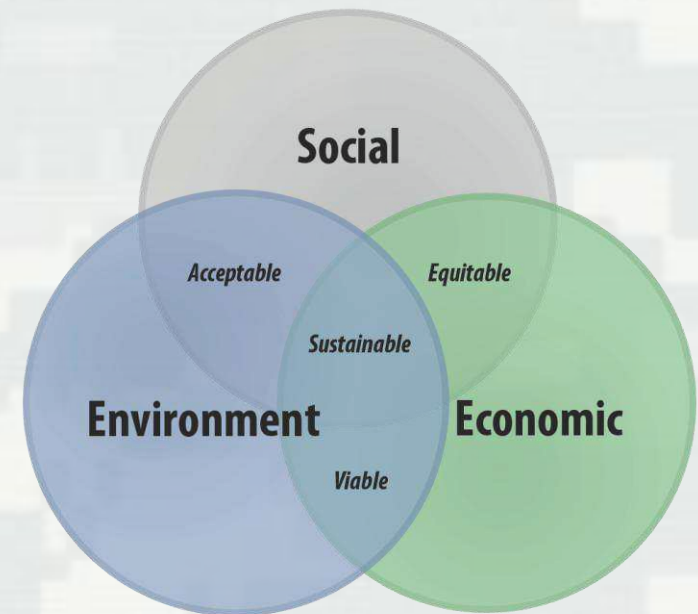 Social
Acceptable
Equitable
Sustainable
Environment
Economic
Viable